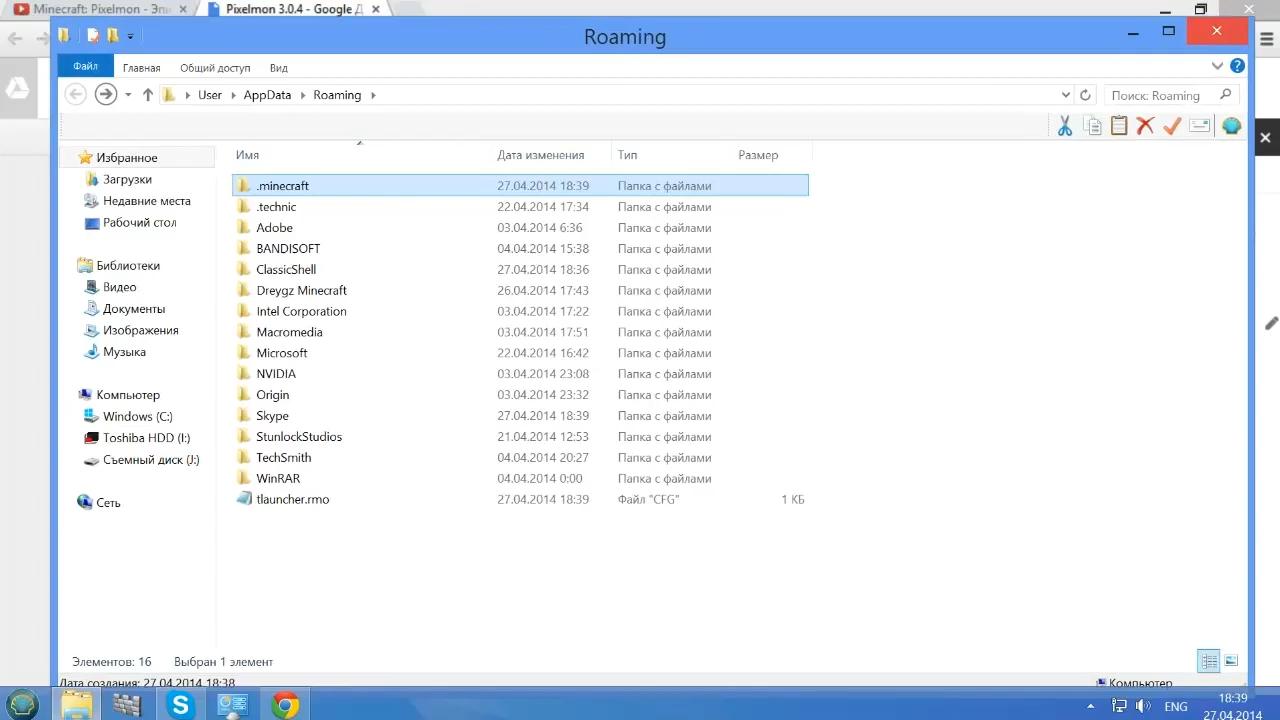 Minecraft: Pixelmon - Эпи
Pixelmon 3.0.4 - Google Д
Roaming
Файл Главная Общий доступ Вид
User AppData Roaming
Поиск: Roaming
Имя Дата изменения Тип Размер
.minecraft 27.04.2014 18:39 Папка с файлами
.technic 22.04.2014 17:34 Папка с файлами
Adobe 03.04.2014 6:36 Папка с файлами
BANDISOFT 04.04.2014 15:38 Папка с файлами
ClassicShell 27.04.2014 18:36 Папка с файлами
Dreygz Minecraft 26.04.2014 17:43 Папка с файлами
Intel Corporation 03.04.2014 17:22 Папка с файлами
Macromedia 03.04.2014 17:51 Папка с файлами
Microsoft 22.04.2014 16:42 Папка с файлами
NVIDIA 03.04.2014 23:08 Папка с файлами
Origin 03.04.2014 23:32 Папка с файлами
Skype 27.04.2014 18:39 Папка с файлами
StunlockStudios 21.04.2014 12:53 Папка с файлами
TechSmith 04.04.2014 20:27 Папка с файлами
WinRAR 04.04.2014 0:00 Папка с файлами
tlauncher.rmo 27.04.2014 18:39 Файл "CFG" 1 КБ
Избранное
Загрузки
Недавние места
Рабочий стол
Библиотеки
Видео
Документы
Изображения
Музыка
Компьютер
Windows (C:)
Toshiba HDD (I:)
Съемный диск (J:)
Сеть
Элементов: 16 Выбран 1 элемент
Дата создания: 27.04.2014 18:38
Компьютер
ENG
18:39
27.04.2014